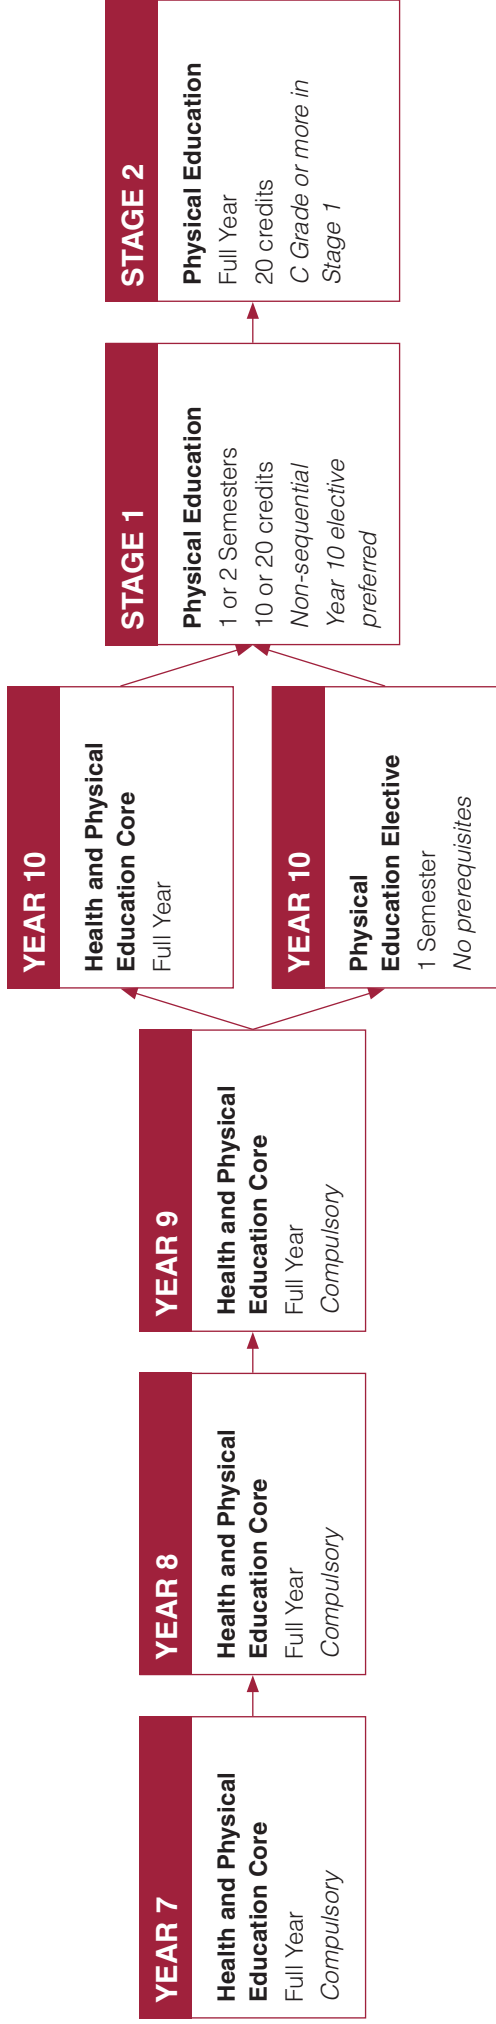 YEAR 7
Health and Physical
Education Core
Full Year
Compulsory
YEAR 8
Health and Physical
Education Core
Full Year
Compulsory
YEAR 9
Health and Physical
Education Core
Full Year
Compulsory
YEAR 10
Health and Physical
Education Core
Full Year
YEAR 10
Physical
Education Elective
1 Semester
No prerequisites
STAGE 1
Physical Education
1 or 2 Semesters
10 or 20 credits
Non-sequential
Year 10 elective
preferred
STAGE 2
Physical Education
Full Year
20 credits
C Grade or more in
Stage 1